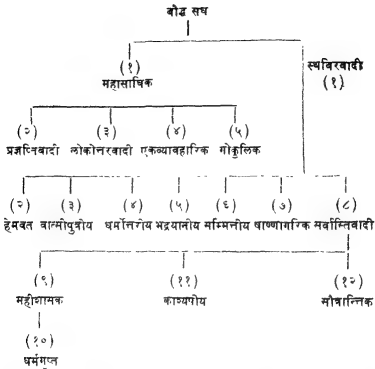 बौद्ध सघ
स्थविरवादी
(१)
(१)
महासाघिक
(२) (३) (४) (५)
प्रज्ञप्तिवादी लोकोत्तरवादी एकव्यावहारिक गोकुलिक
(२) (३) (४) (५) (६) (७) (८)
हेमवत वात्सीपुत्रीय धर्मोत्तरीय भद्रयानीय सम्मितीय षाण्णागरिक सर्वास्तिवादी
(९) (११) (१२)
महीशासक काश्यपीय सौत्रान्तिक
(१०)
धर्मगुप्त